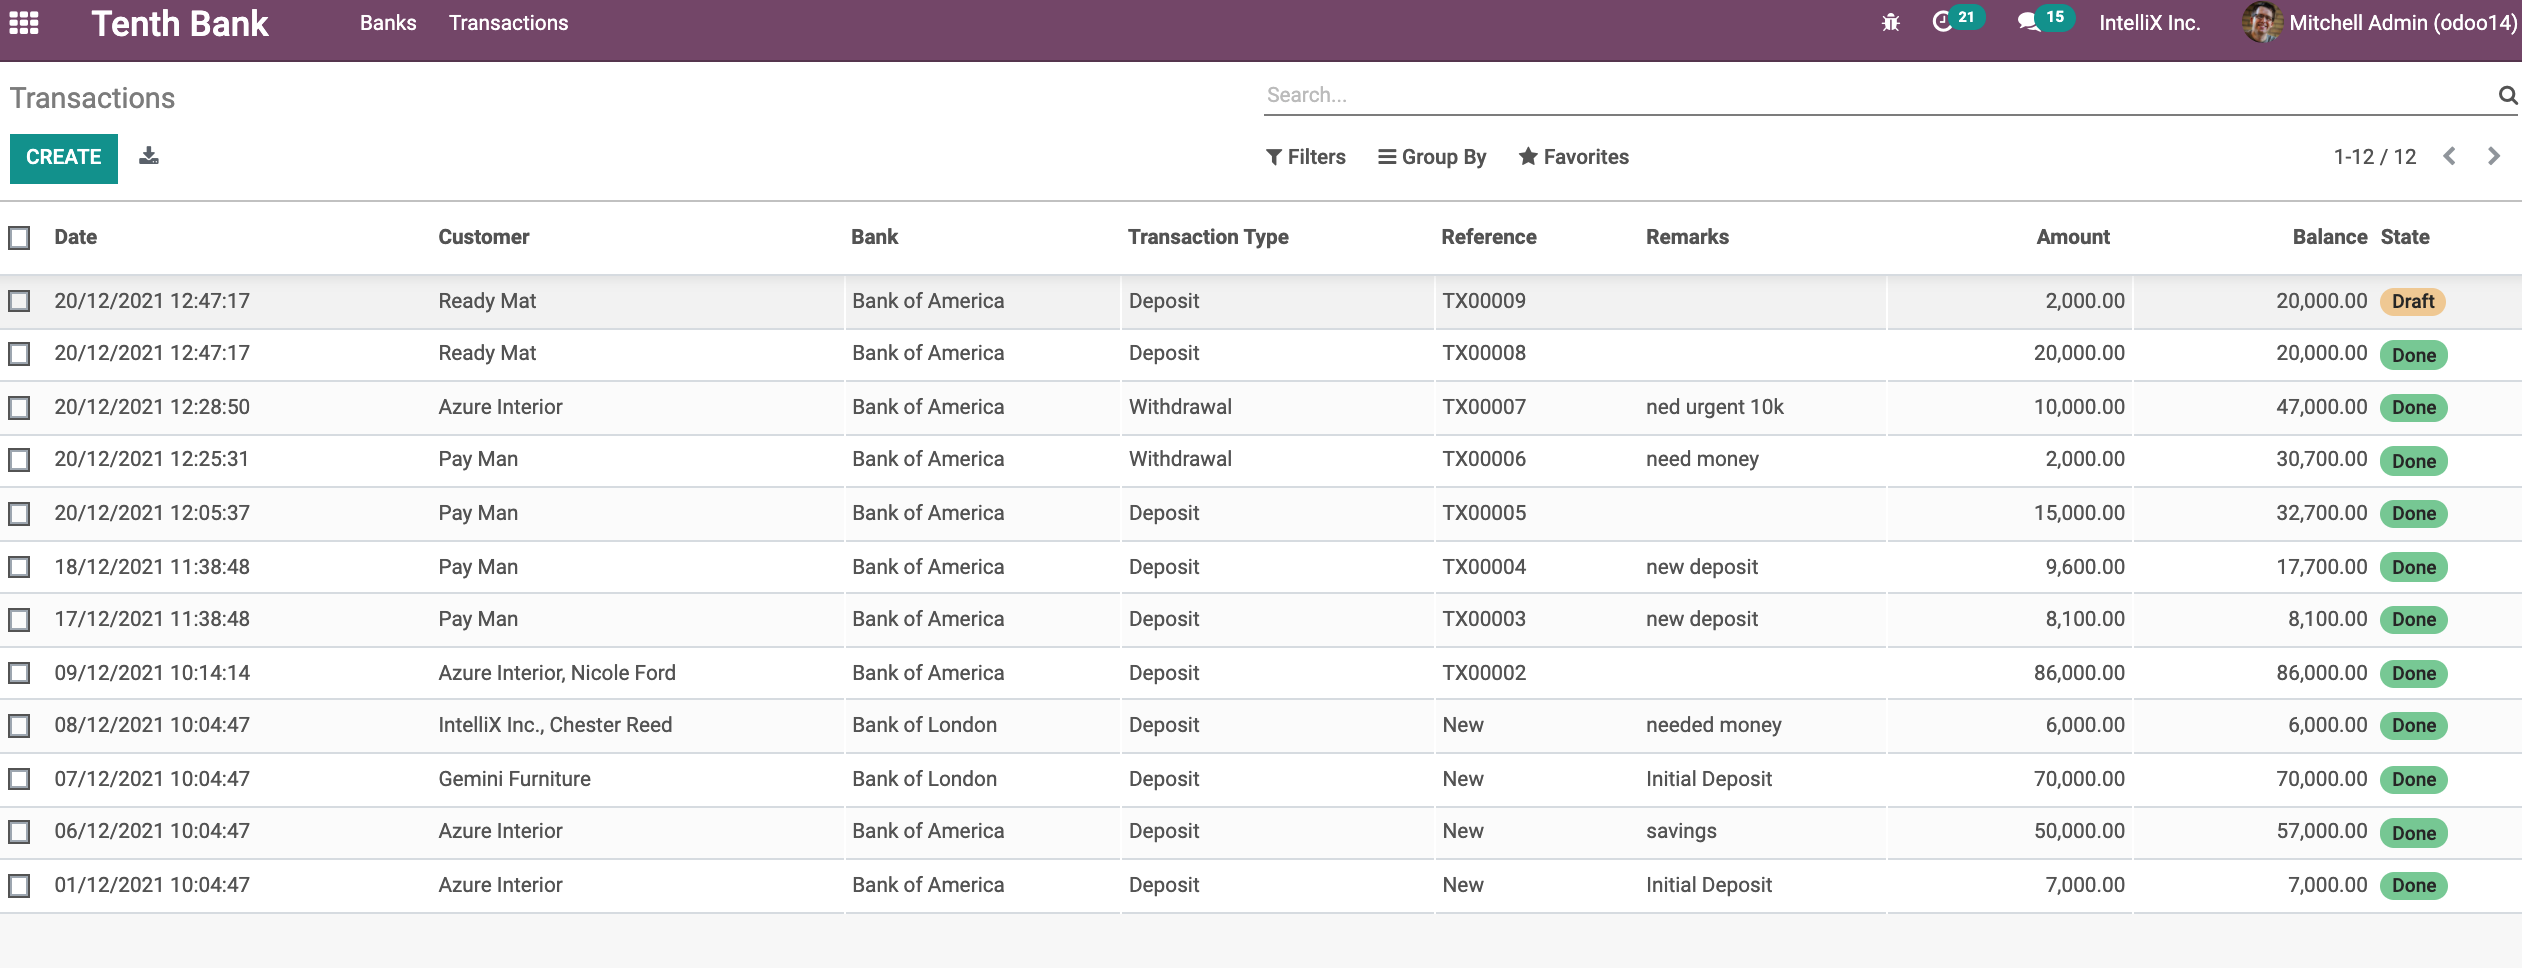 Tenth Bank Banks Transactions 21 15 IntelliX Inc. Mitchell Admin (odoo14)
Transactions Search...
CREATE Filters Group By Favorites 1-12 / 12
Date Customer Bank Transaction Type Reference Remarks Amount Balance State
20/12/2021 12:47:17 Ready Mat Bank of America Deposit TX00009 2,000.00 20,000.00 Draft
20/12/2021 12:47:17 Ready Mat Bank of America Deposit TX00008 20,000.00 20,000.00 Done
20/12/2021 12:28:50 Azure Interior Bank of America Withdrawal TX00007 ned urgent 10k 10,000.00 47,000.00 Done
20/12/2021 12:25:31 Pay Man Bank of America Withdrawal TX00006 need money 2,000.00 30,700.00 Done
20/12/2021 12:05:37 Pay Man Bank of America Deposit TX00005 15,000.00 32,700.00 Done
18/12/2021 11:38:48 Pay Man Bank of America Deposit TX00004 new deposit 9,600.00 17,700.00 Done
17/12/2021 11:38:48 Pay Man Bank of America Deposit TX00003 new deposit 8,100.00 8,100.00 Done
09/12/2021 10:14:14 Azure Interior, Nicole Ford Bank of America Deposit TX00002 86,000.00 86,000.00 Done
08/12/2021 10:04:47 IntelliX Inc., Chester Reed Bank of London Deposit New needed money 6,000.00 6,000.00 Done
07/12/2021 10:04:47 Gemini Furniture Bank of London Deposit New Initial Deposit 70,000.00 70,000.00 Done
06/12/2021 10:04:47 Azure Interior Bank of America Deposit New savings 50,000.00 57,000.00 Done
01/12/2021 10:04:47 Azure Interior Bank of America Deposit New Initial Deposit 7,000.00 7,000.00 Done